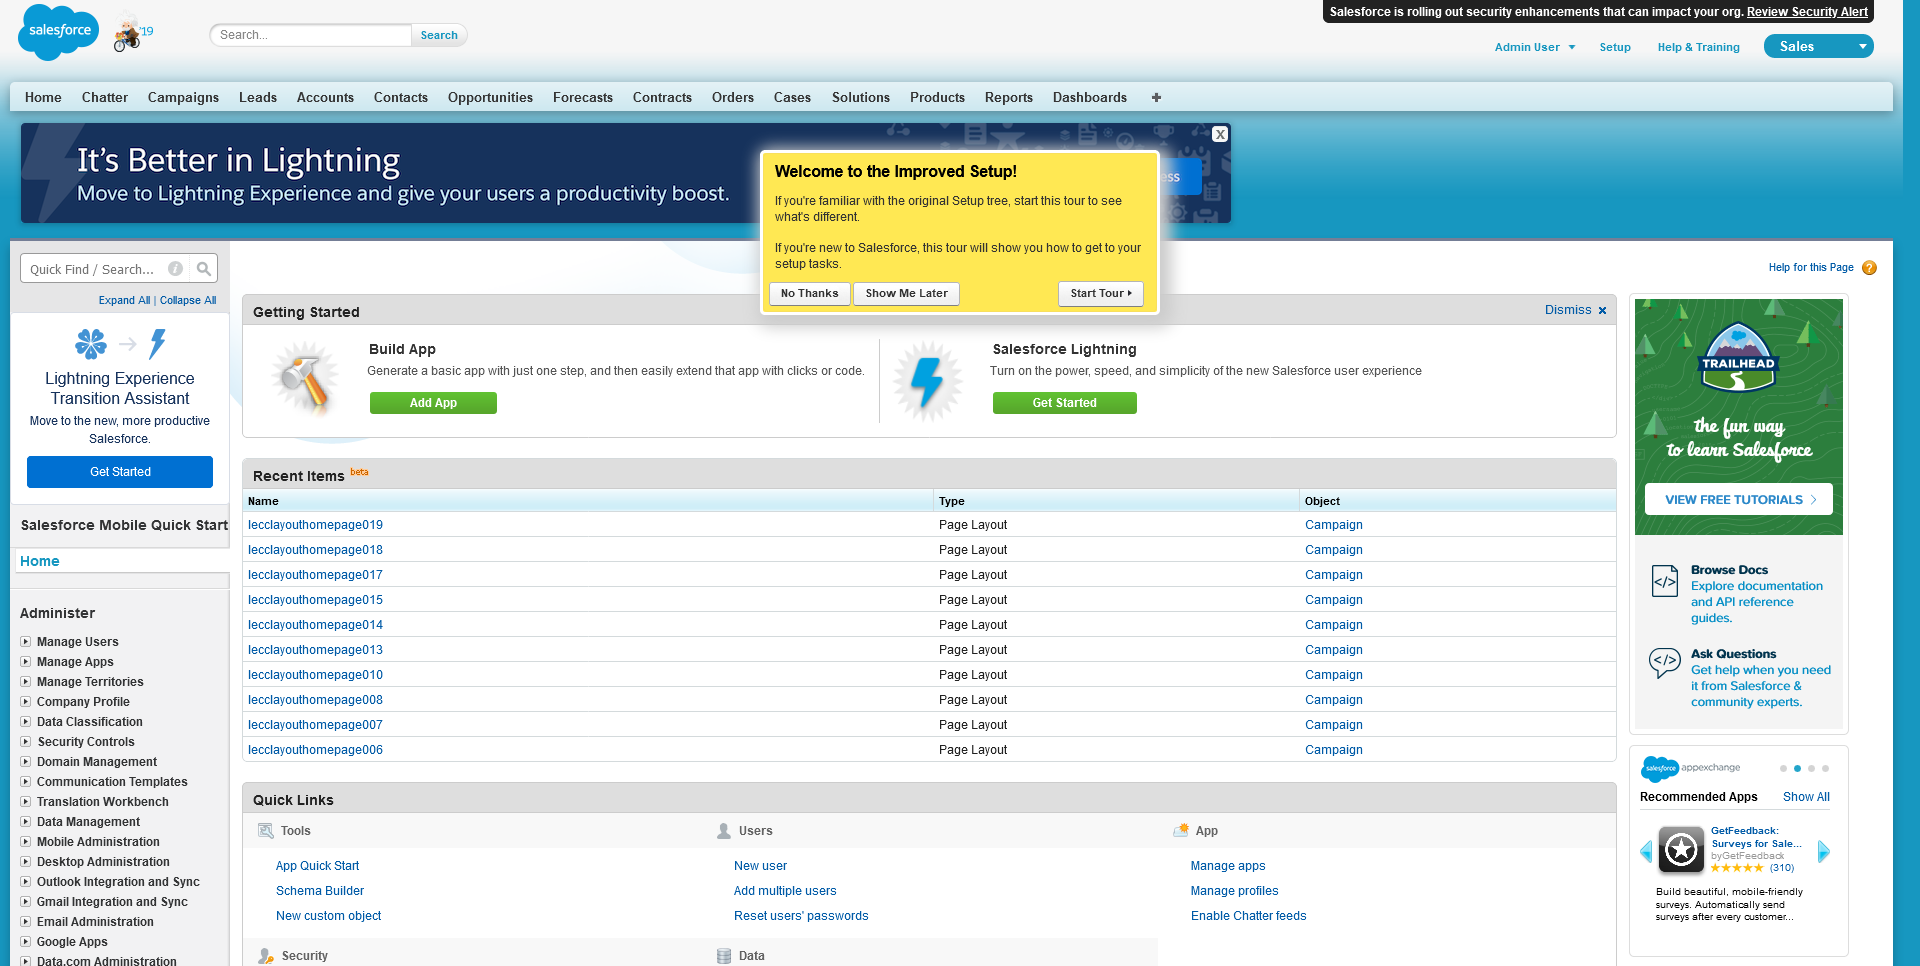 Salesforce is rolling out security enhancements that can impact your org. Review Security Alert
salesforce
'19
Search...
Search
Admin User
Setup
Help & Training
Sales
Home
Chatter
Campaigns
Leads
Accounts
Contacts
Opportunities
Forecasts
Contracts
Orders
Cases
Solutions
Products
Reports
Dashboards
+
It's Better in Lightning
Move to Lightning Experience and give your users a productivity boost.
ess
X
Welcome to the Improved Setup!
If you're familiar with the original Setup tree, start this tour to see
what's different.
If you're new to Salesforce, this tour will show you how to get to your
setup tasks.
No Thanks
Show Me Later
Start Tour
Quick Find / Search...
i
Expand All | Collapse All
Lightning Experience
Transition Assistant
Move to the new, more productive
Salesforce.
Get Started
Salesforce Mobile Quick Start
Home
Administer
Manage Users
Manage Apps
Manage Territories
Company Profile
Data Classification
Security Controls
Domain Management
Communication Templates
Translation Workbench
Data Management
Mobile Administration
Desktop Administration
Outlook Integration and Sync
Gmail Integration and Sync
Email Administration
Google Apps
Data.com Administration
Help for this Page
?
Getting Started
Dismiss x
Build App
Generate a basic app with just one step, and then easily extend that app with clicks or code.
Add App
Salesforce Lightning
Turn on the power, speed, and simplicity of the new Salesforce user experience
Get Started
Recent Items beta
Name Type Object
lecclayouthomepage019 Page Layout Campaign
lecclayouthomepage018 Page Layout Campaign
lecclayouthomepage017 Page Layout Campaign
lecclayouthomepage015 Page Layout Campaign
lecclayouthomepage014 Page Layout Campaign
lecclayouthomepage013 Page Layout Campaign
lecclayouthomepage010 Page Layout Campaign
lecclayouthomepage008 Page Layout Campaign
lecclayouthomepage007 Page Layout Campaign
lecclayouthomepage006 Page Layout Campaign
Quick Links
Tools
App Quick Start
Schema Builder
New custom object
Users
New user
Add multiple users
Reset users' passwords
App
Manage apps
Manage profiles
Enable Chatter feeds
Security
Data
TRAILHEAD
the fun way
to learn Salesforce
VIEW FREE TUTORIALS
</>
Browse Docs
Explore documentation
and API reference
guides.
</>
Ask Questions
Get help when you need
it from Salesforce &
community experts.
salesforce appexchange
Recommended Apps
Show All
GetFeedback:
Surveys for Sale...
byGetFeedback
(310)
Build beautiful, mobile-friendly
surveys. Automatically send
surveys after every customer...